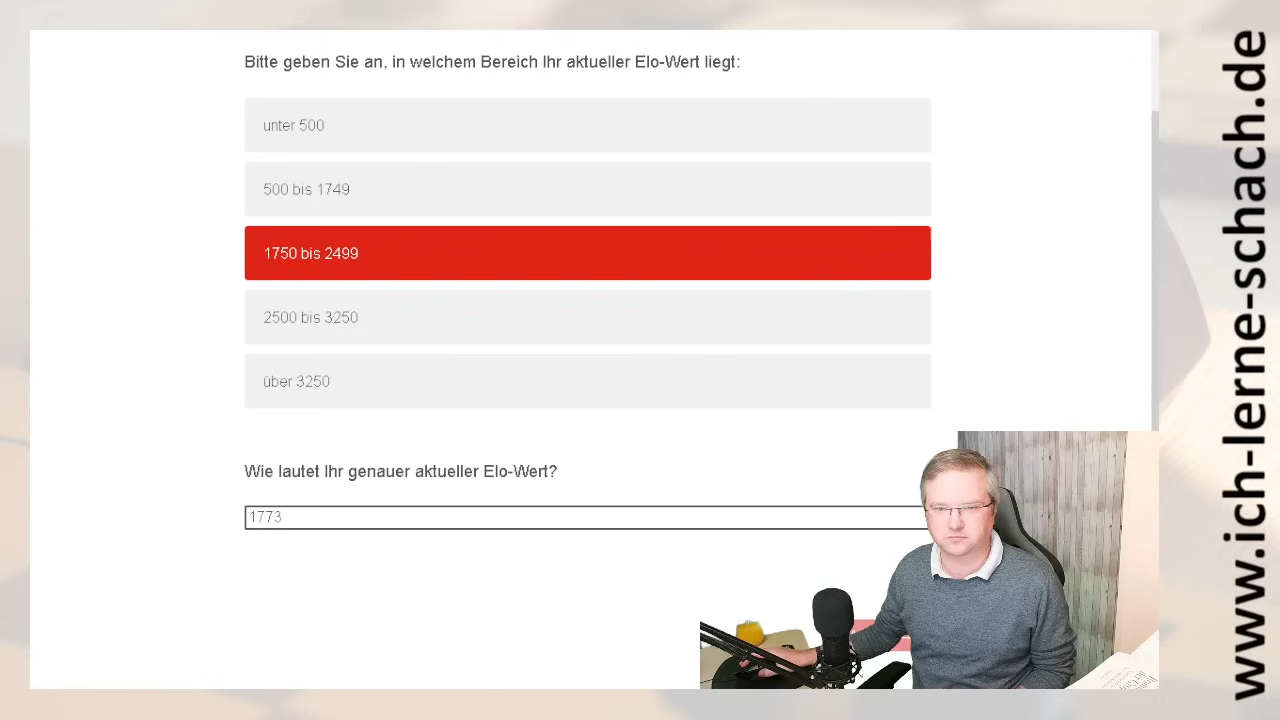 Bitte geben Sie an, in welchem Bereich Ihr aktueller Elo-Wert liegt:
unter 500
500 bis 1749
1750 bis 2499
2500 bis 3250
über 3250
Wie lautet Ihr genauer aktueller Elo-Wert?
1773
www.ich-lerne-schach.de